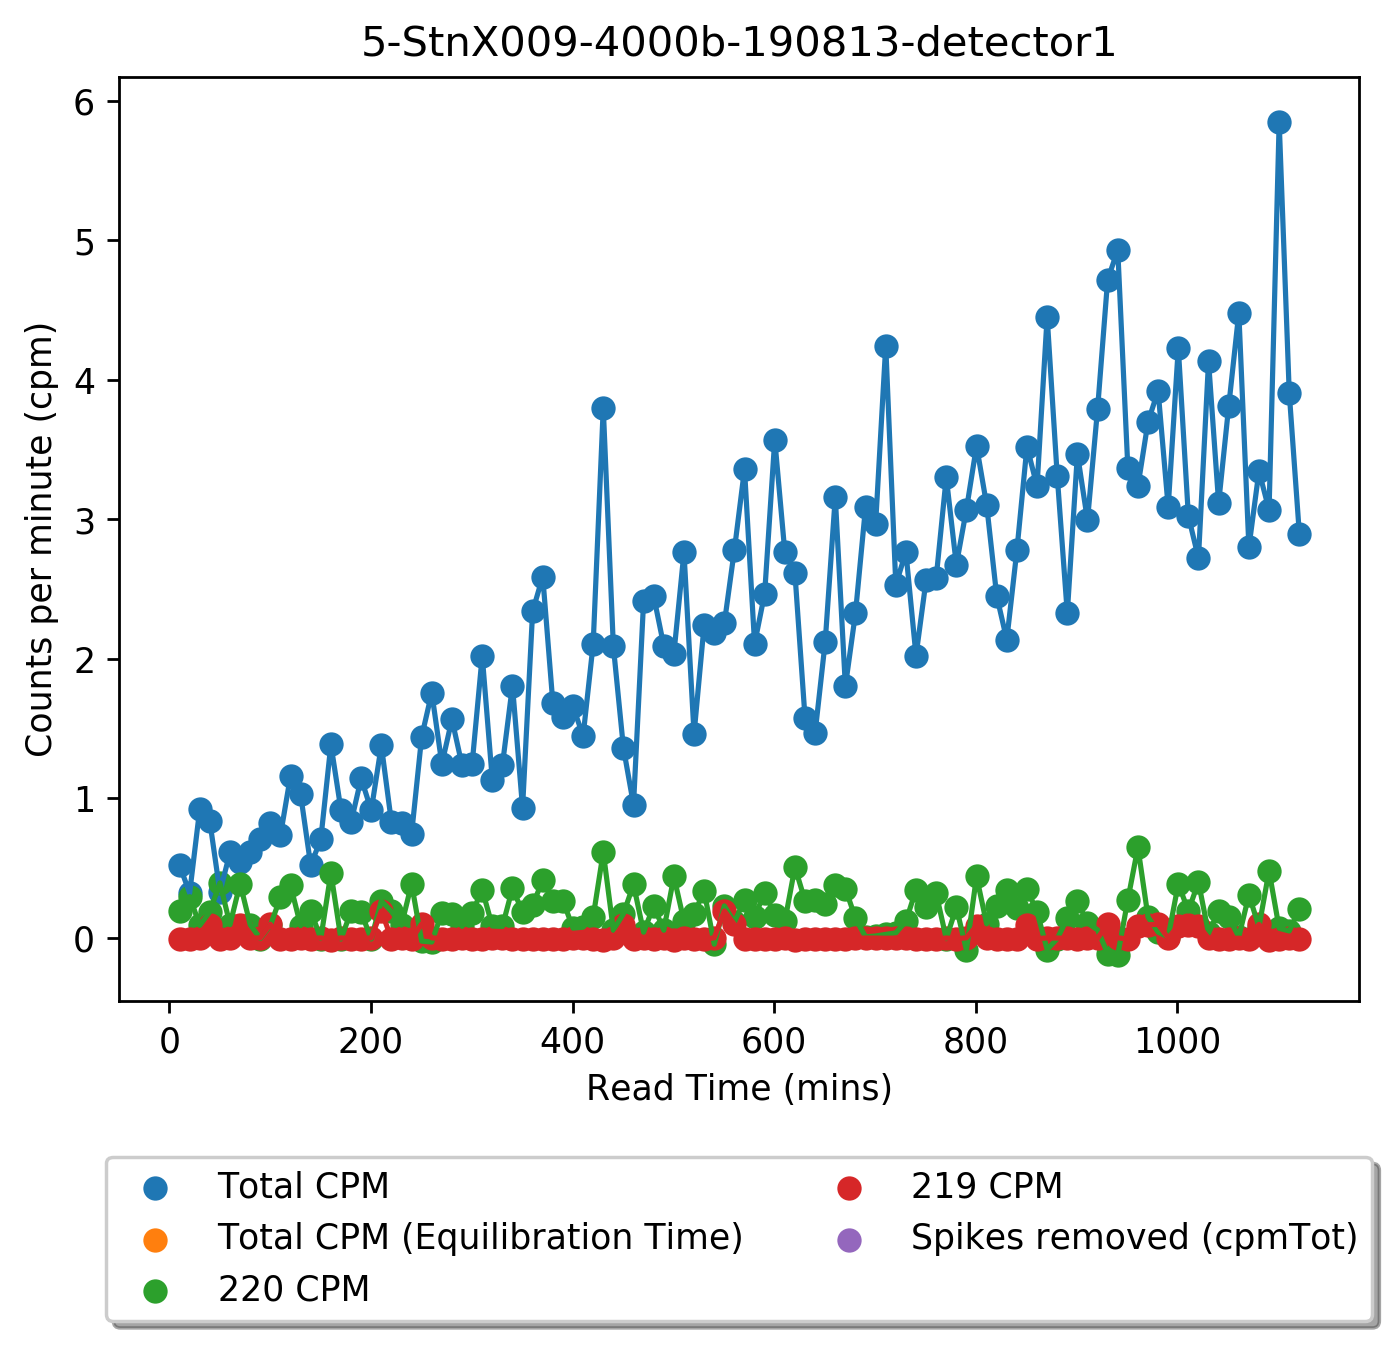 5-StnX009-4000b-190813-detector1
6
5
4
3
2
1
0
Counts per minute (cpm)
0 200 400 600 800 1000
Read Time (mins)
Total CPM
Total CPM (Equilibration Time)
220 CPM
219 CPM
Spikes removed (cpmTot)